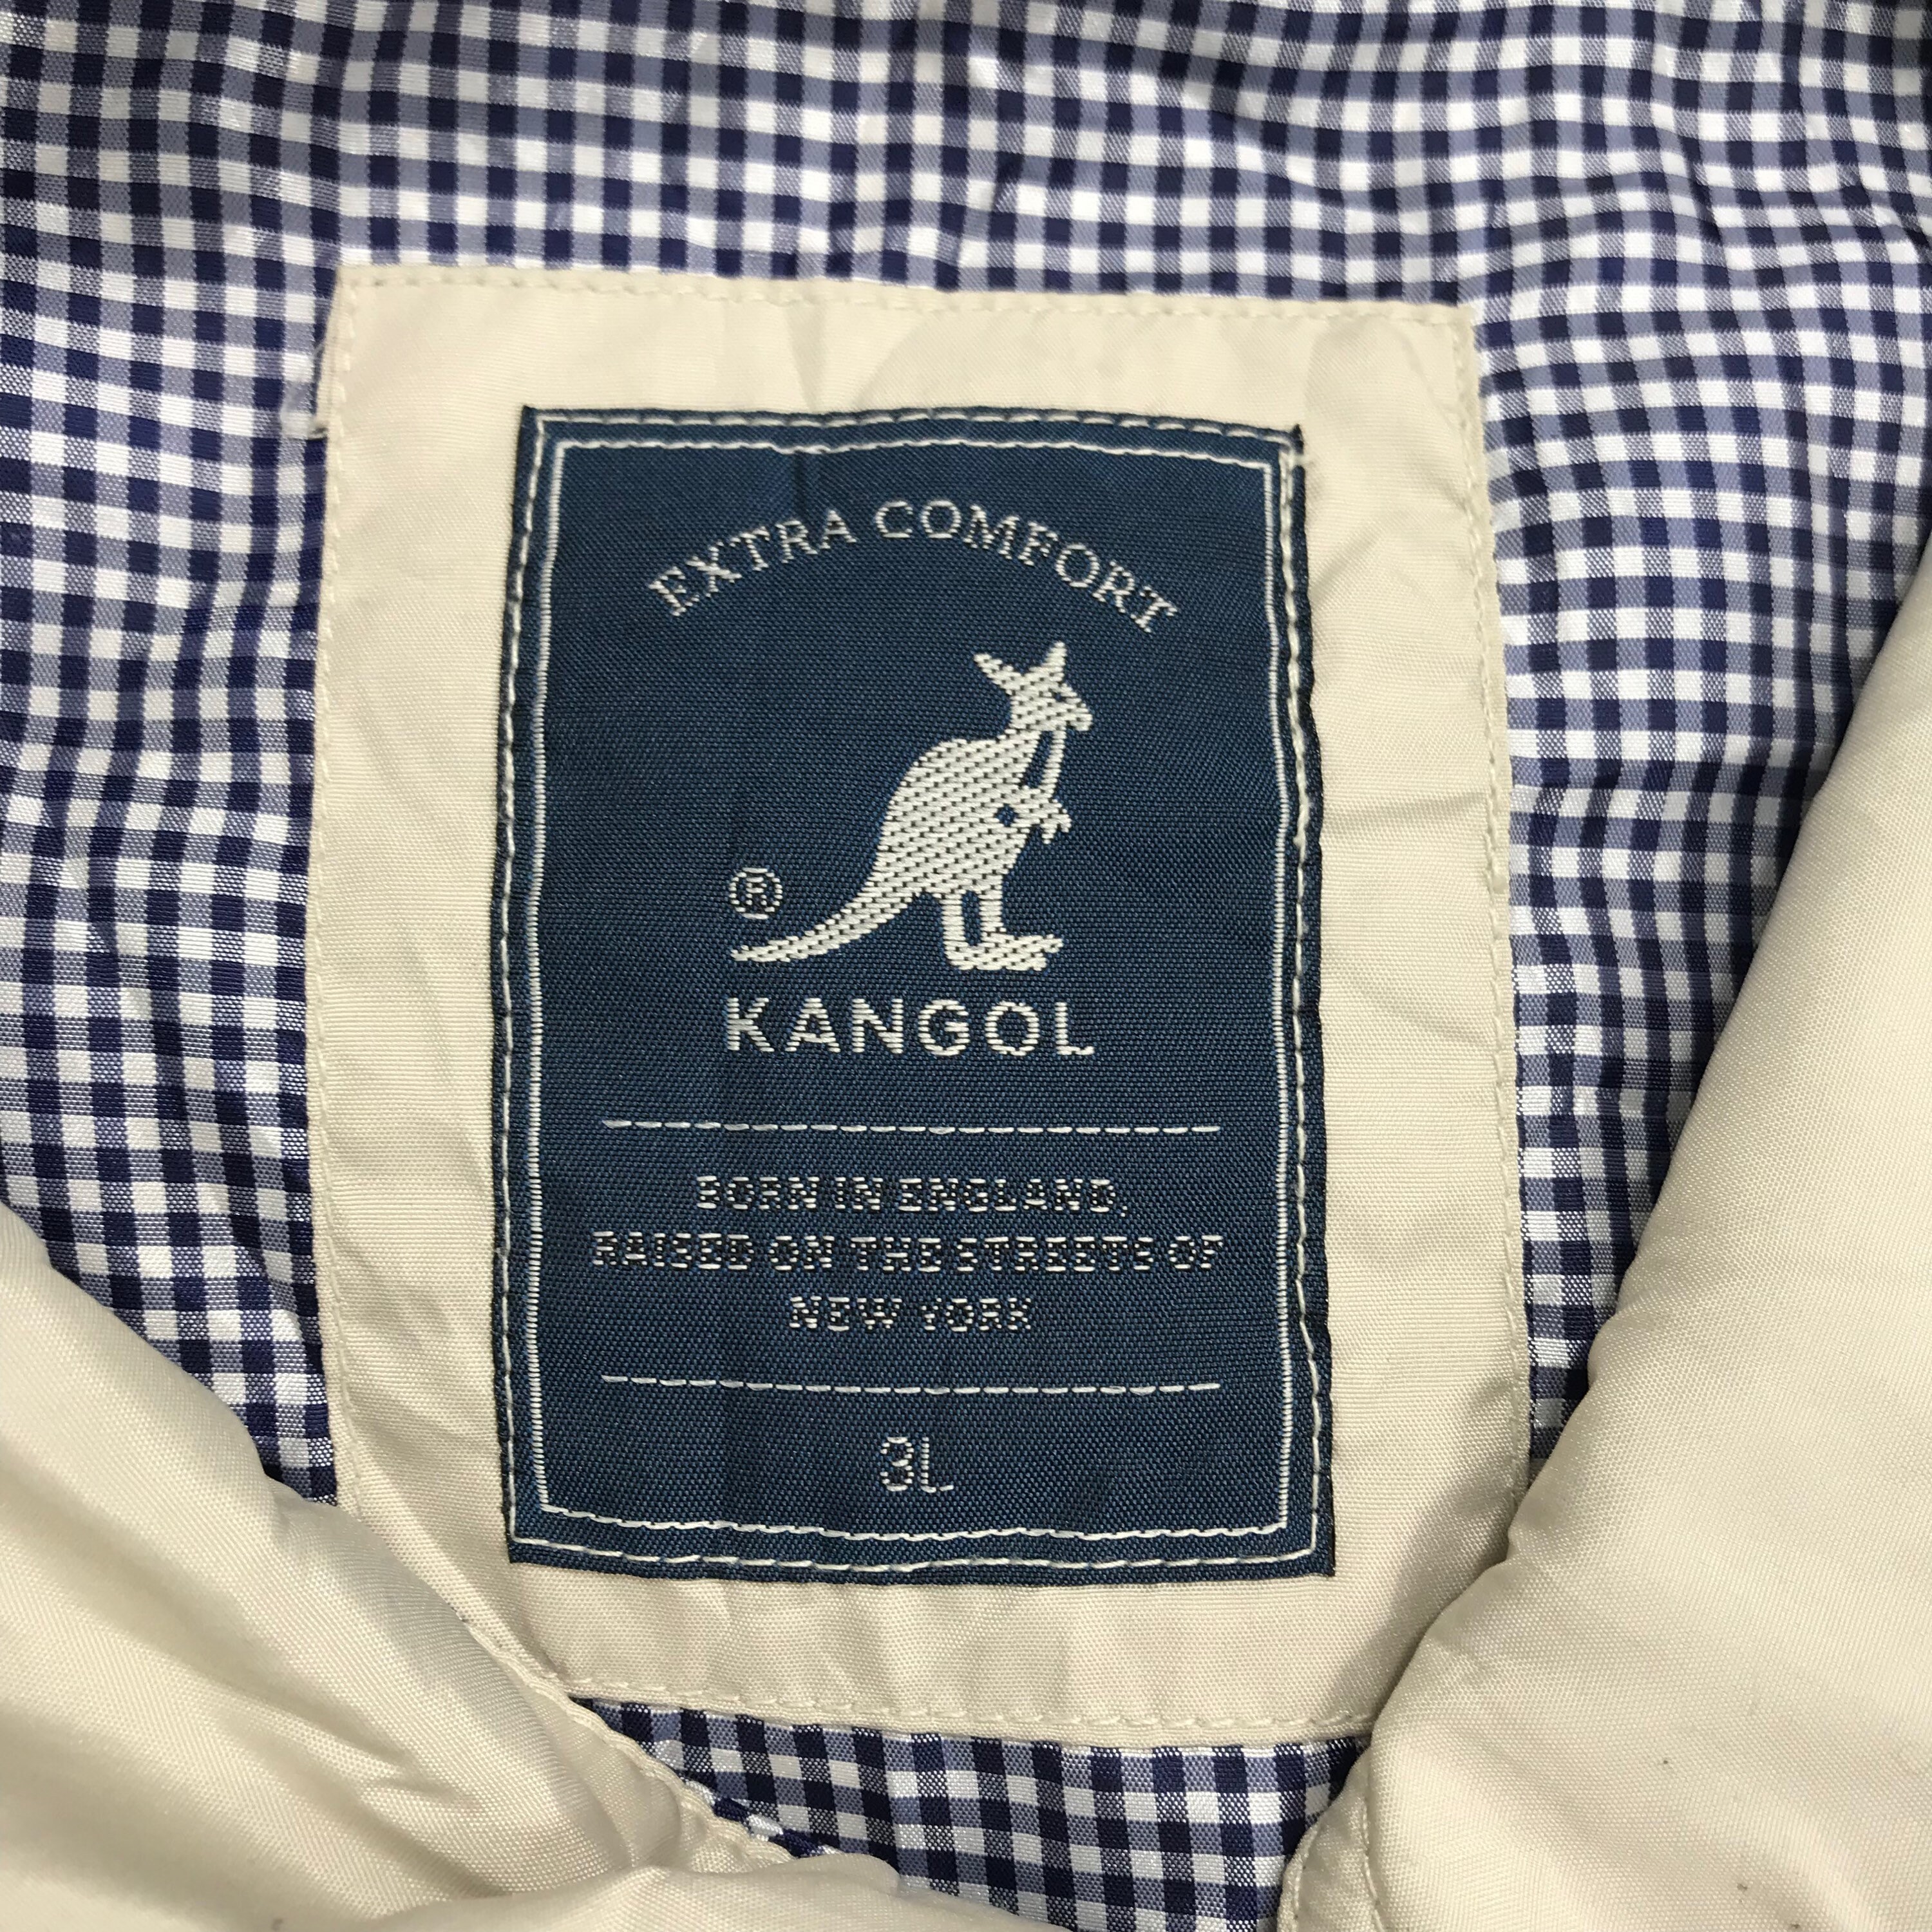 EXTRA COMFORT
®
KANGOL
BORN IN ENGLAND,
RAISED ON THE STREETS OF
NEW YORK
3L